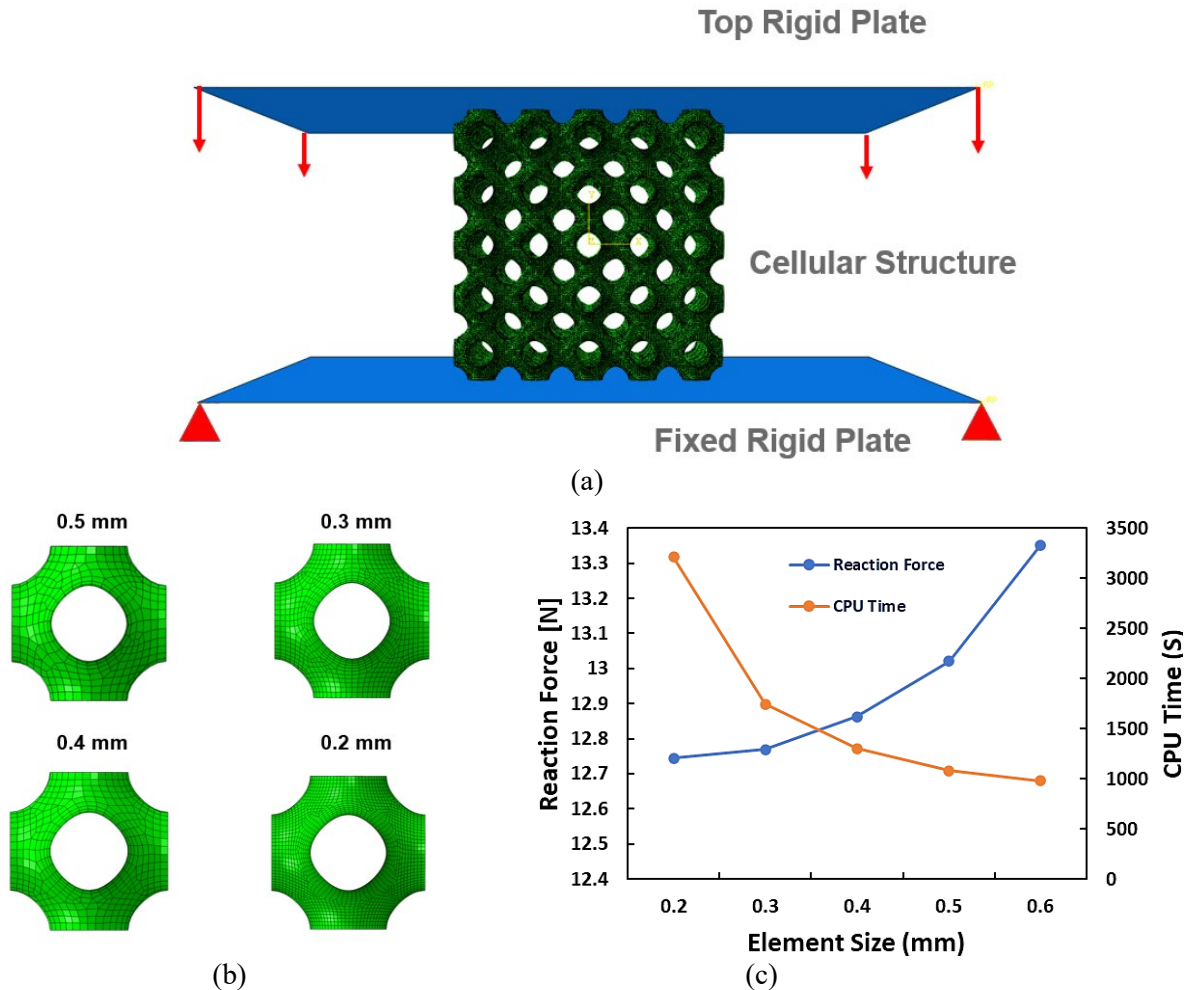 Top Rigid Plate
Y
X
Cellular Structure
Fixed Rigid Plate
(a)
0.5 mm
0.3 mm
0.4 mm
0.2 mm
(b)
13.4
13.3
13.2
13.1
13
12.9
12.8
12.7
12.6
12.5
12.4
Reaction Force [N]
Reaction Force
CPU Time
3500
3000
2500
2000
1500
1000
500
0
CPU Time (S)
0.2 0.3 0.4 0.5 0.6
Element Size (mm)
(c)